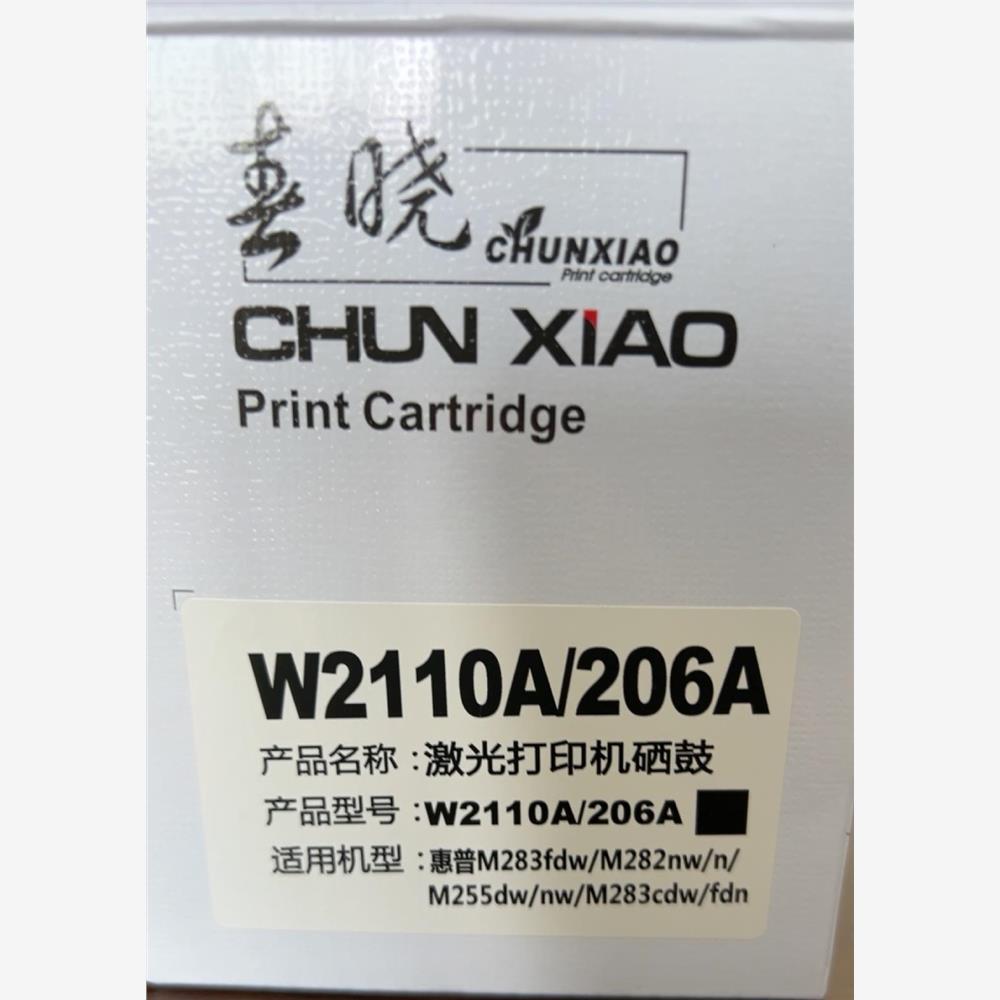 春晓
CHUNXIAO
Print cartridge
CHUN XiAO
Print Cartridge
W2110A/206A
产品名称：激光打印机硒鼓
产品型号：W2110A/206A
适用机型：惠普M283fdw/M282nw/n/
M255dw/nw/M283cdw/fdn